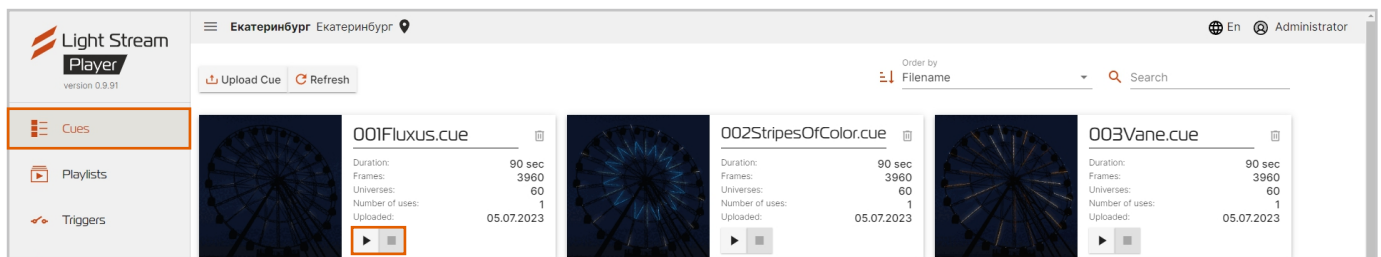 Light Stream
Player
version 0.9.91
Cues
Playlists
Triggers
Екатеринбург Екатеринбург
En Administrator
Upload Cue Refresh
Order by
Filename
Search
001Fluxus.cue
Duration: 90 sec
Frames: 3960
Universes: 60
Number of uses: 1
Uploaded: 05.07.2023
002StripesOfColor.cue
Duration: 90 sec
Frames: 3960
Universes: 60
Number of uses: 1
Uploaded: 05.07.2023
003Vane.cue
Duration: 90 sec
Frames: 3960
Universes: 60
Number of uses: 1
Uploaded: 05.07.2023